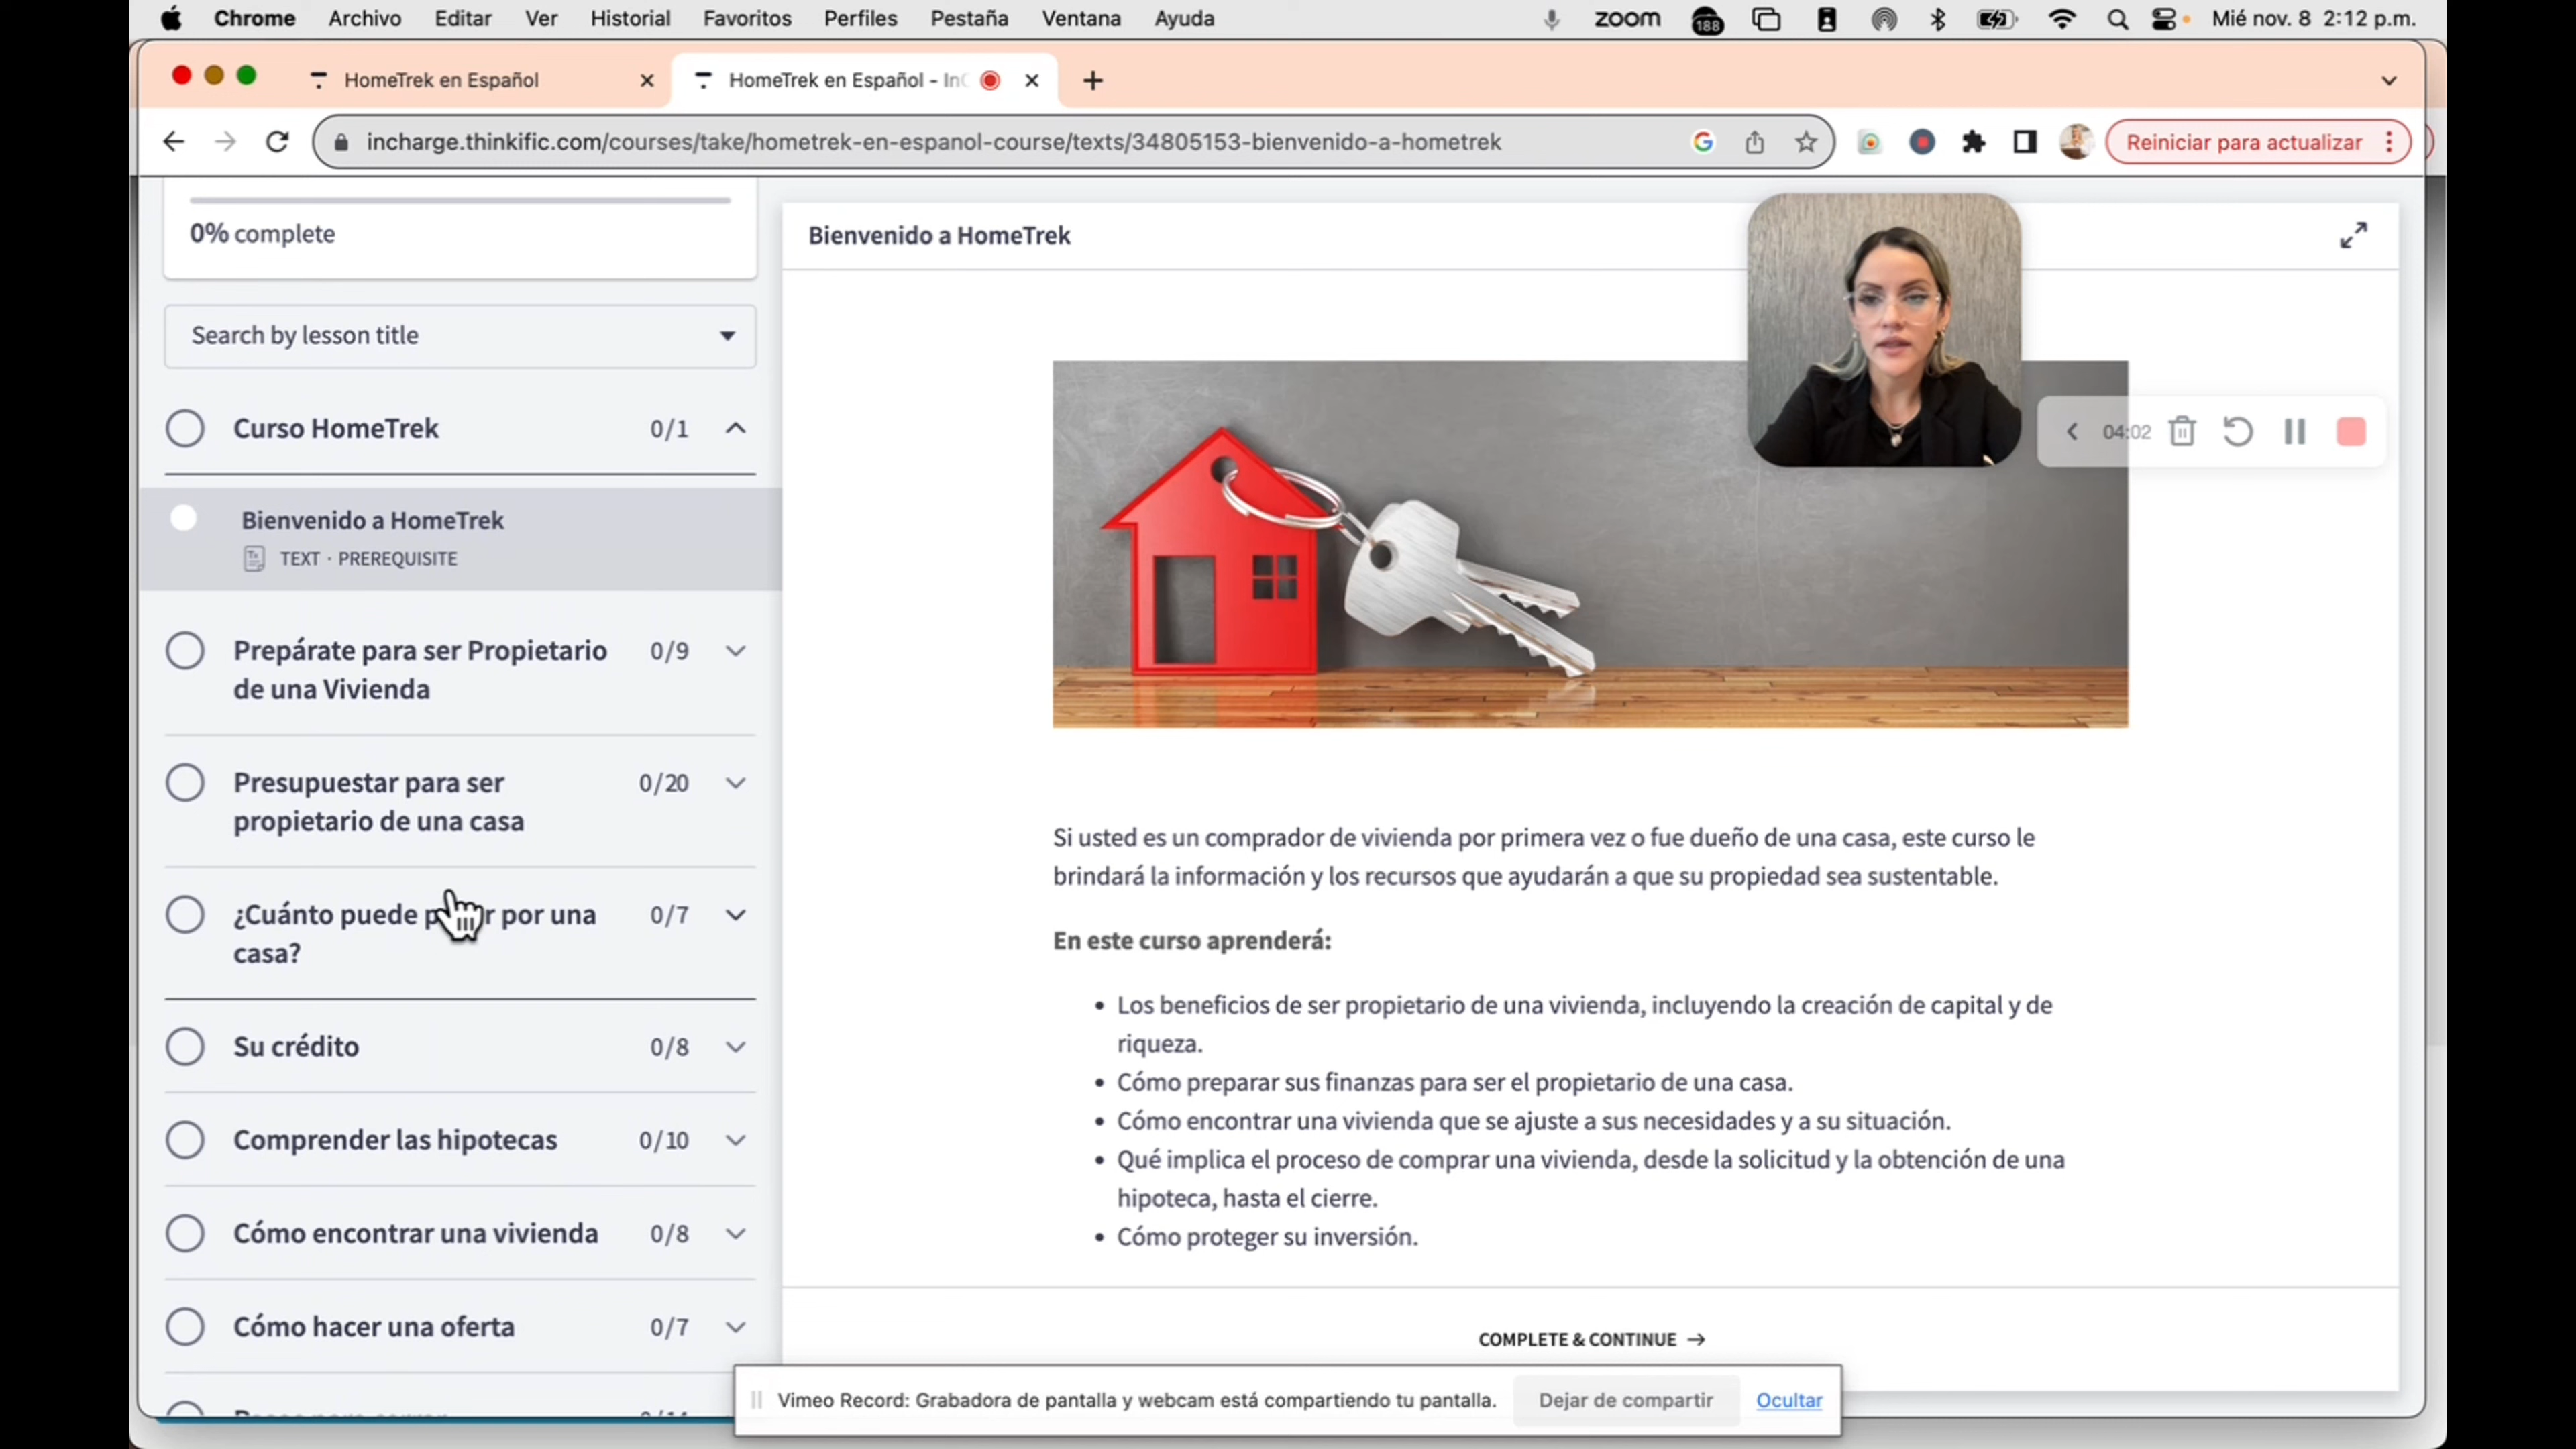 Chrome Archivo Editar Ver Historial Favoritos Perfiles Pestaña Ventana Ayuda zoom 188 Mié nov. 8 2:12 p.m.
HomeTrek en Español HomeTrek en Español - In
incharge.thinkific.com/courses/take/hometrek-en-espanol-course/texts/34805153-bienvenido-a-hometrek Reiniciar para actualizar
0% complete
Search by lesson title
Curso HomeTrek 0/1
Bienvenido a HomeTrek
TEXT · PREREQUISITE
Prepárate para ser Propietario 0/9
de una Vivienda
Presupuestar para ser 0/20
propietario de una casa
¿Cuánto puede por una 0/7
casa?
Su crédito 0/8
Comprender las hipotecas 0/10
Cómo encontrar una vivienda 0/8
Cómo hacer una oferta 0/7
Bienvenido a HomeTrek
04:02
Si usted es un comprador de vivienda por primera vez o fue dueño de una casa, este curso le
brindará la información y los recursos que ayudarán a que su propiedad sea sustentable.
En este curso aprenderá:
• Los beneficios de ser propietario de una vivienda, incluyendo la creación de capital y de
riqueza.
• Cómo preparar sus finanzas para ser el propietario de una casa.
• Cómo encontrar una vivienda que se ajuste a sus necesidades y a su situación.
• Qué implica el proceso de comprar una vivienda, desde la solicitud y la obtención de una
hipoteca, hasta el cierre.
• Cómo proteger su inversión.
COMPLETE & CONTINUE →
Vimeo Record: Grabadora de pantalla y webcam está compartiendo tu pantalla. Dejar de compartir Ocultar